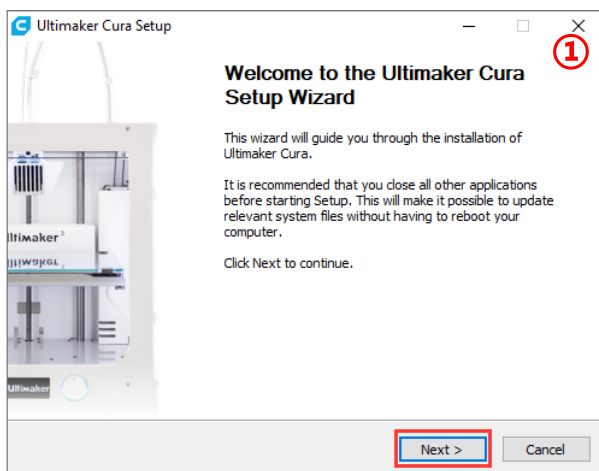 Ultimaker Cura Setup
①
Welcome to the Ultimaker Cura
Setup Wizard
This wizard will guide you through the installation of
Ultimaker Cura.
It is recommended that you close all other applications
before starting Setup. This will make it possible to update
relevant system files without having to reboot your
computer.
Click Next to continue.
ltimaker³
Ultimaker
Next >
Cancel